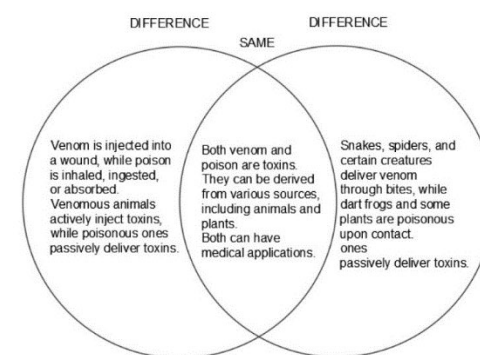 DIFFERENCE
DIFFERENCE
SAME
Venom is injected into
a wound, while poison
is inhaled, ingested,
or absorbed.
Venomous animals
actively inject toxins,
while poisonous ones
passively deliver toxins.
Both venom and
poison are toxins.
They can be derived
from various sources,
including animals and
plants.
Both can have
medical applications.
Snakes, spiders, and
certain creatures
deliver venom
through bites, while
dart frogs and some
plants are poisonous
upon contact.
ones
passively deliver toxins.